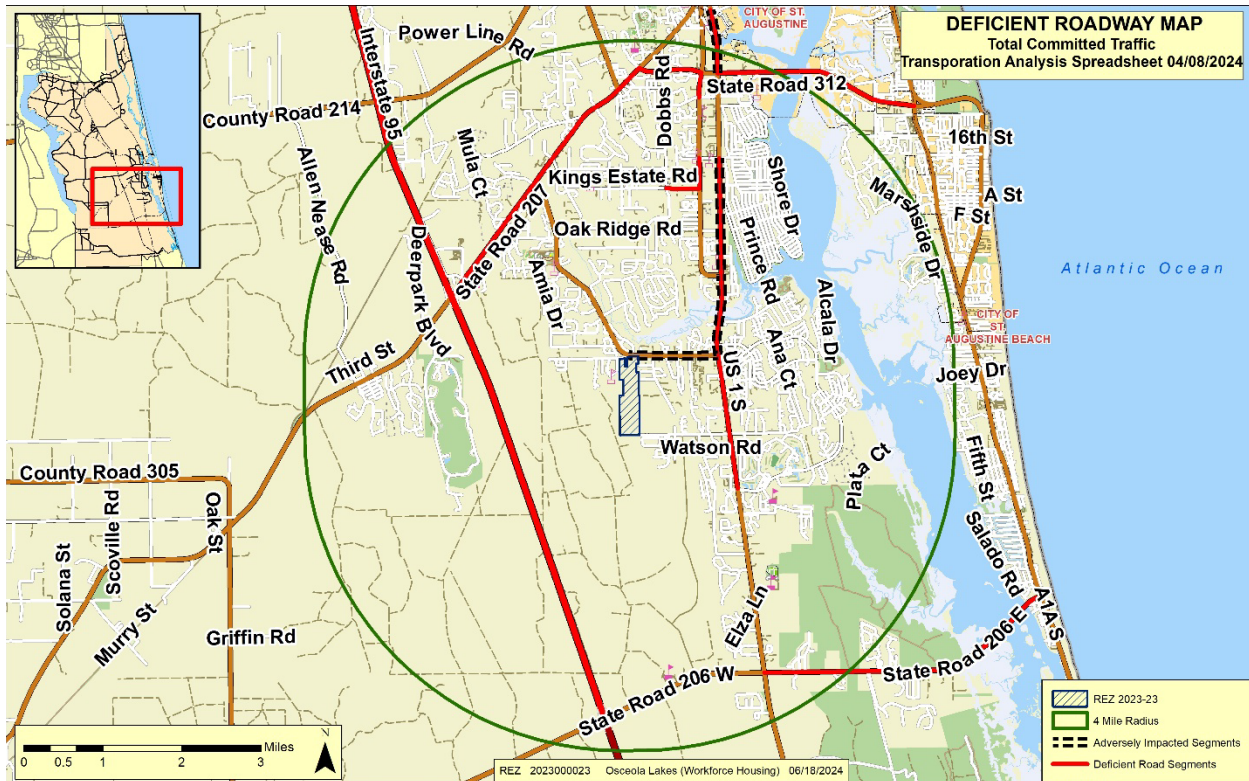 DEFICIENT ROADWAY MAP
Total Committed Traffic
Transporation Analysis Spreadsheet 04/08/2024
CITY OF ST.
AUGUSTINE
Interstate 95
Power Line Rd
County Road 214
Allen Nease Rd
Mula Ct
Dobbs Rd
State Road 312
16th St
A St
F St
Kings Estate Rd
Shore Dr
Marshside Dr
State Road 207
Oak Ridge Rd
Prince Rd
Deerpark Blvd
Amia Dr
Alcala Dr
Ana Ct
Atlantic Ocean
CITY OF
ST.
AUGUSTINE BEACH
Third St
US 1 S
Joey Dr
Watson Rd
Plata Ct
Fifth St
County Road 305
Oak St
Scoville Rd
Solana St
Murry St
Griffin Rd
Salado Rd
Elza Ln
A1A S
State Road 206 E
State Road 206 W
REZ 2023-23
4 Mile Radius
Adversely Impacted Segments
Deficient Road Segments
Miles
0 0.5 1 2 3
N
REZ 2023000023 Osceola Lakes (Workforce Housing) 06/18/2024